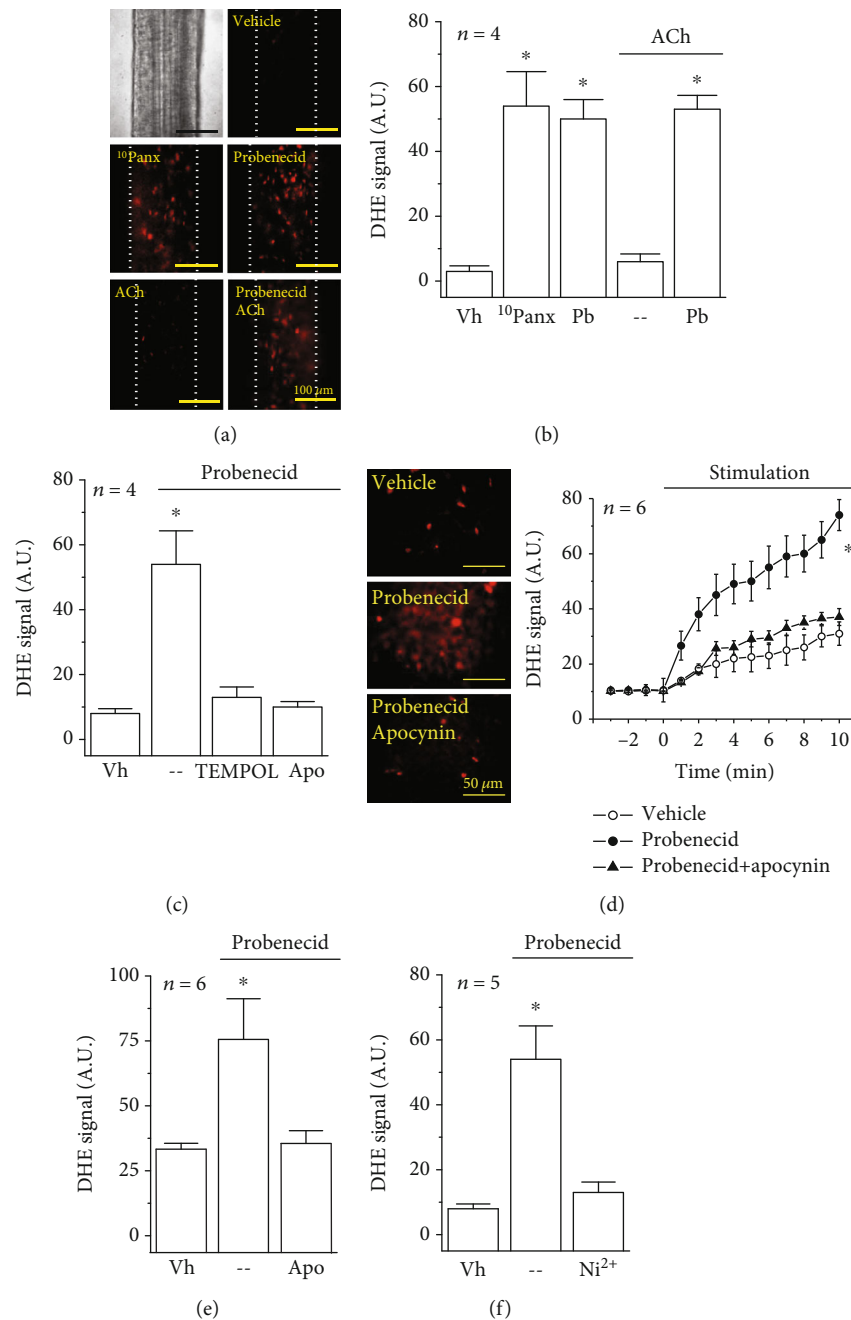 Vehicle
¹⁰Panx
Probenecid
ACh
Probenecid
ACh
100 μm
(a)
n = 4
ACh
DHE signal (A.U.)
80
60
40
20
0
Vh
¹⁰Panx
Pb
--
Pb
(b)
Probenecid
n = 4
DHE signal (A.U.)
80
60
40
20
0
Vh
--
TEMPOL
Apo
(c)
Vehicle
Probenecid
Probenecid
Apocynin
50 μm
Stimulation
n = 6
DHE signal (A.U.)
80
60
40
20
0
*
−2 0 2 4 6 8 10
Time (min)
Vehicle
Probenecid
Probenecid+apocynin
(d)
Probenecid
n = 6
DHE signal (A.U.)
100
75
50
25
0
*
Vh
--
Apo
(e)
Probenecid
n = 5
DHE signal (A.U.)
80
60
40
20
0
*
Vh
--
Ni²⁺
(f)